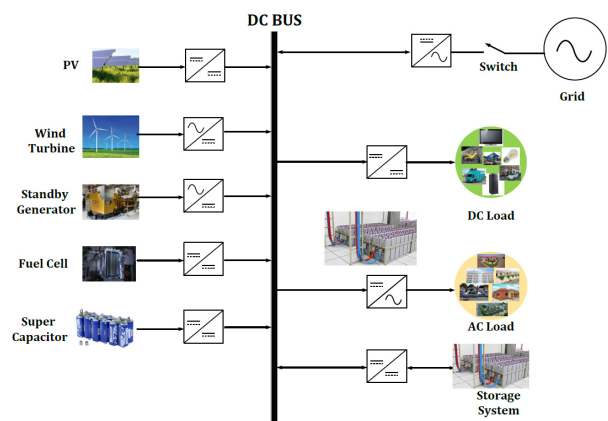 DC BUS
PV
Wind
Turbine
Standby
Generator
Fuel Cell
Super
Capacitor
Switch
Grid
DC Load
AC Load
Storage
System